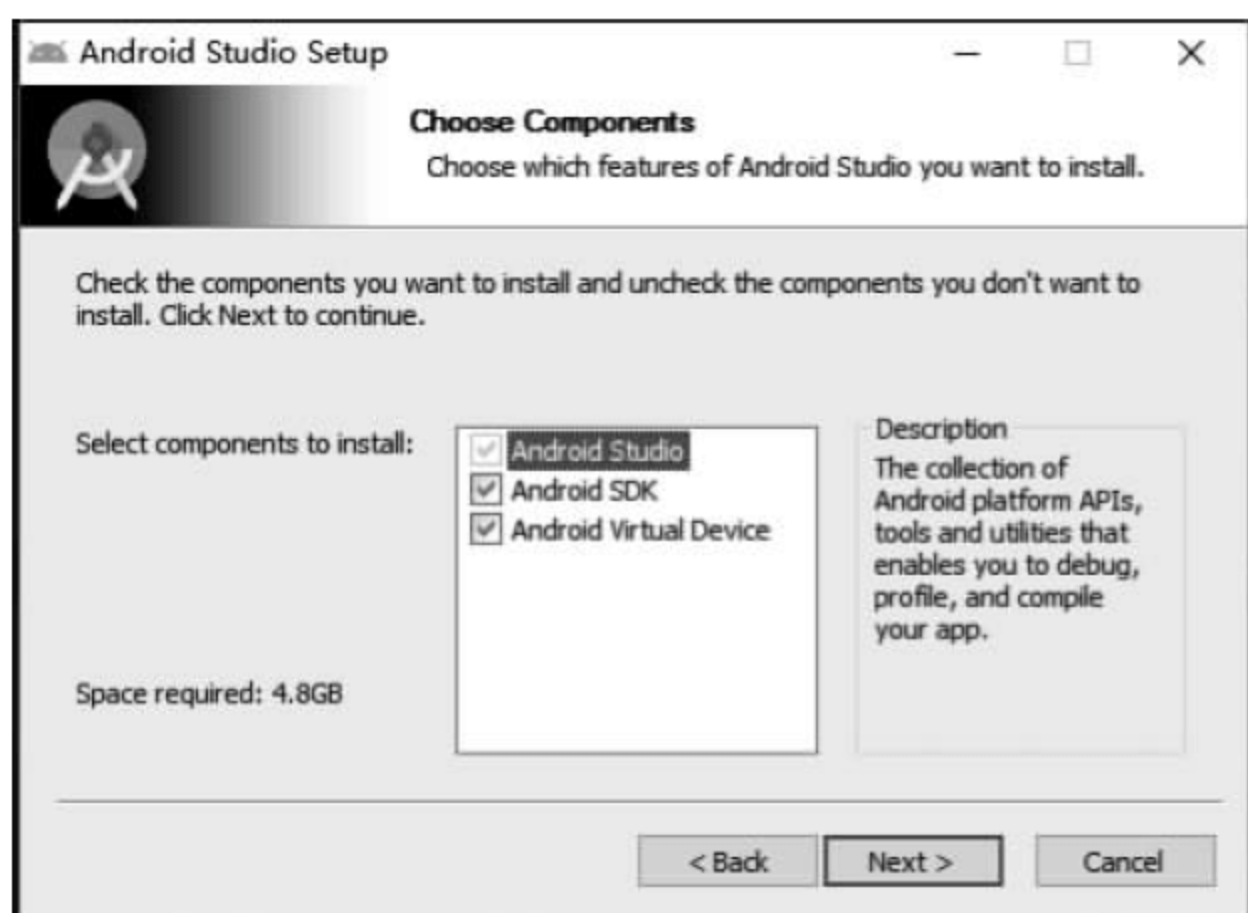 Android Studio Setup
Choose Components
Choose which features of Android Studio you want to install.
Check the components you want to install and uncheck the components you don't want to
install. Click Next to continue.
Select components to install:
Android Studio
Android SDK
Android Virtual Device
Description
The collection of
Android platform APIs,
tools and utilities that
enables you to debug,
profile, and compile
your app.
Space required: 4.8GB
< Back
Next >
Cancel